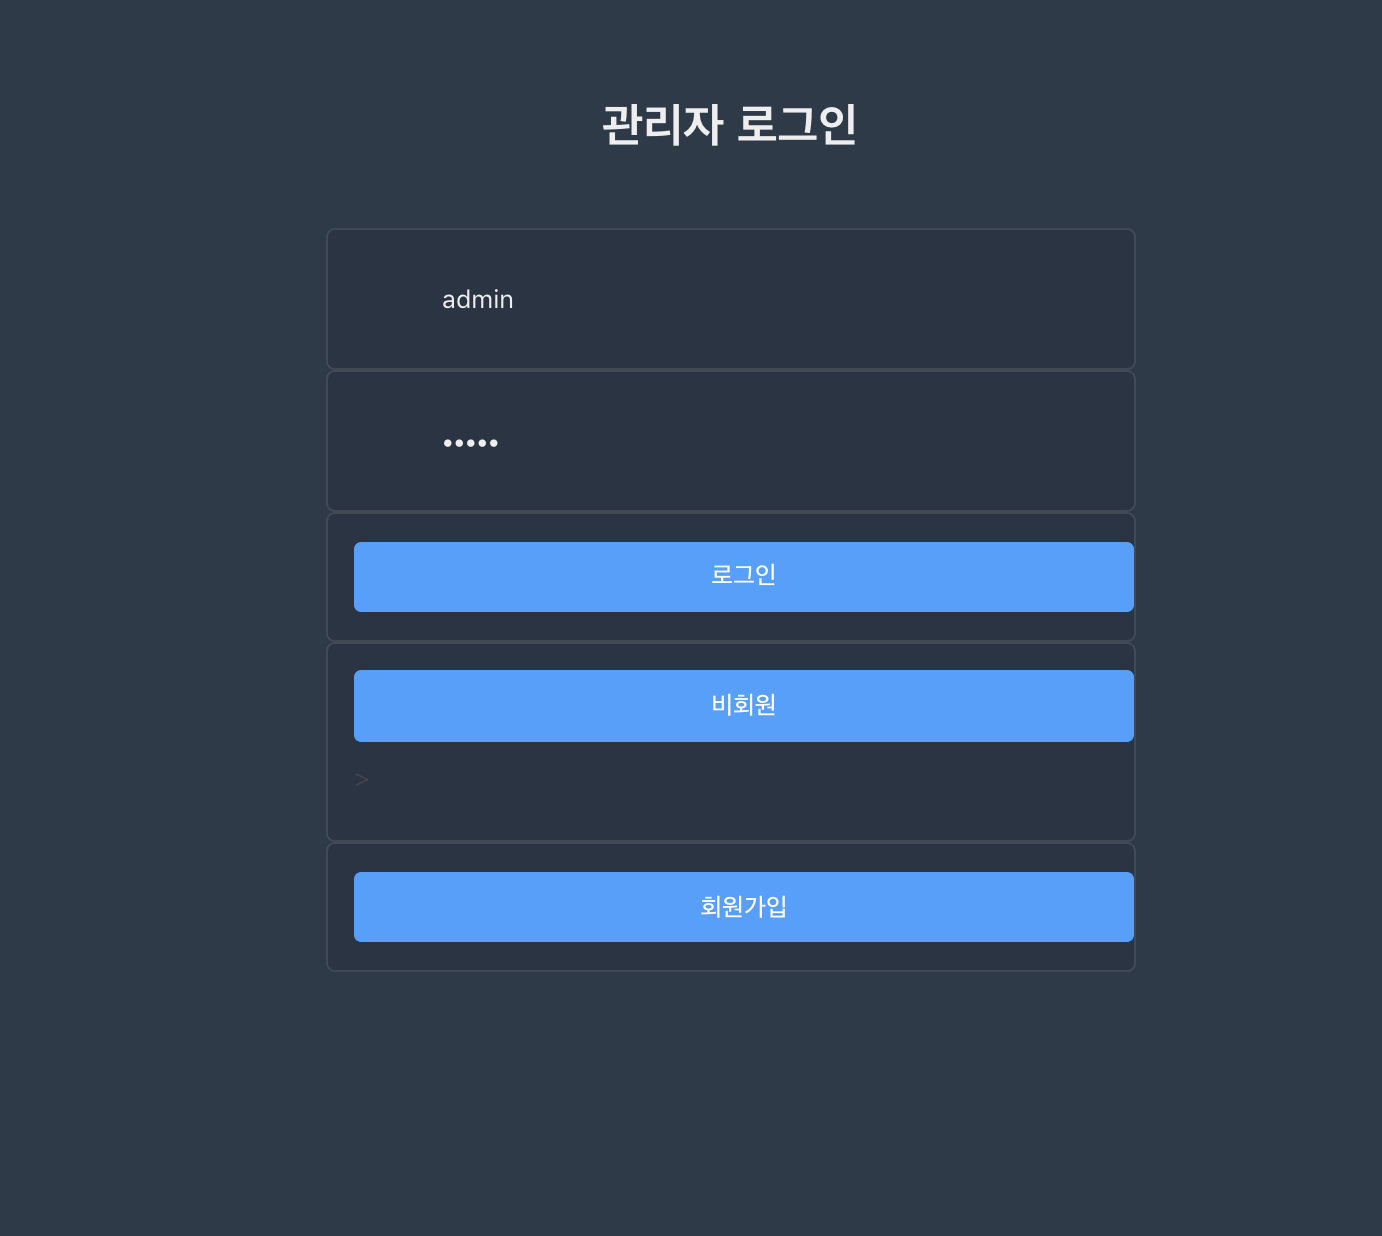 관리자 로그인
admin
•••••
로그인
비회원
>
회원가입